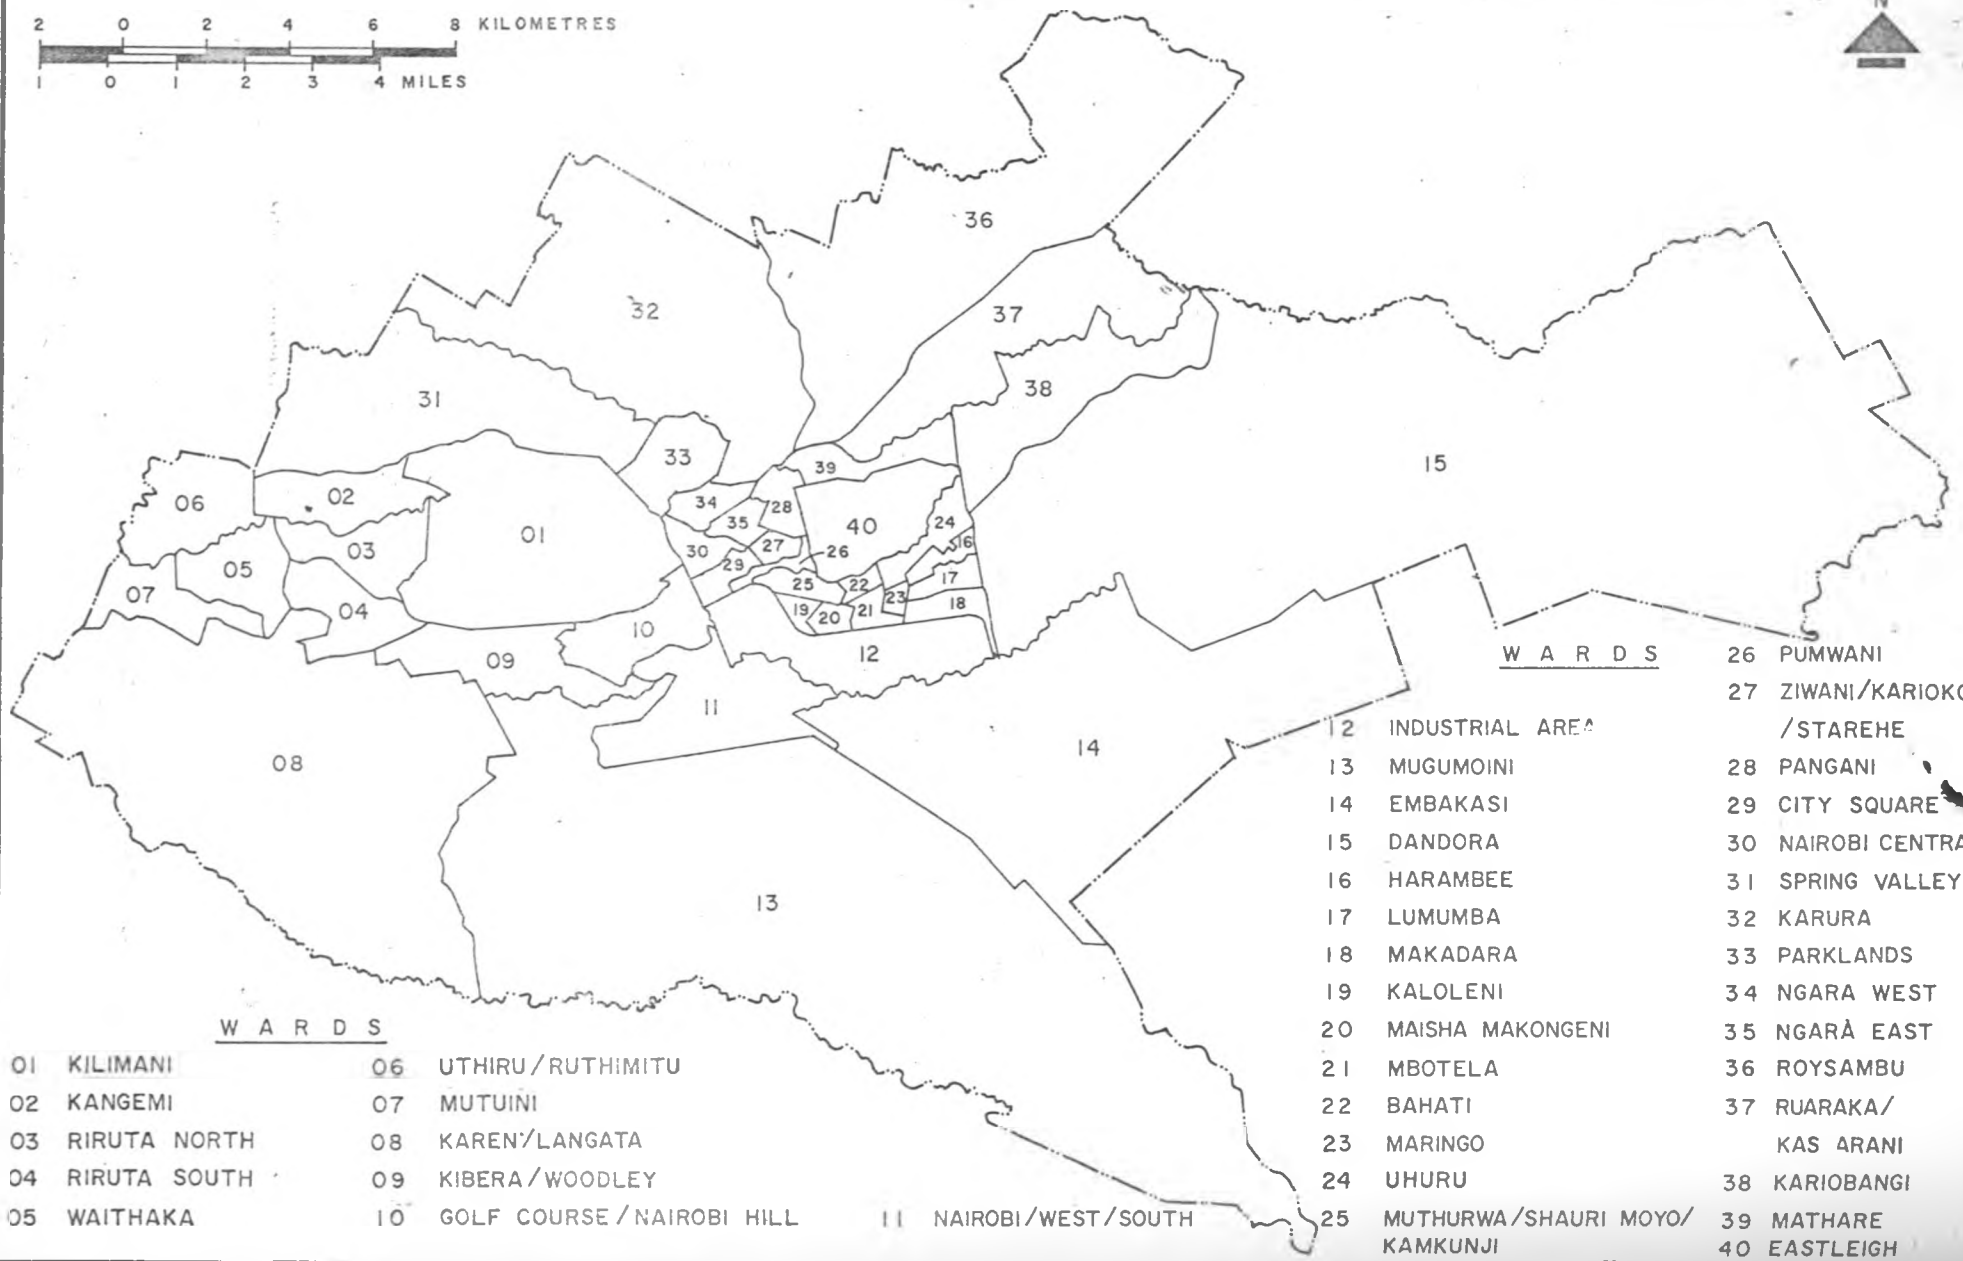 2 0 2 4 6 8 KILOMETRES
1 0 1 2 3 4 MILES
N
36
32
37
38
31
33
39
15
06
02
34
28
01
35
40
24
03
30
27
26
16
05
29
25
22
17
07
04
23
19
21
18
20
10
09
12
11
14
08
13
WARDS
01 KILIMANI
02 KANGEMI
03 RIRUTA NORTH
04 RIRUTA SOUTH
05 WAITHAKA
06 UTHIRU/RUTHIMITU
07 MUTUINI
08 KAREN/LANGATA
09 KIBERA/WOODLEY
10 GOLF COURSE/NAIROBI HILL
11 NAIROBI/WEST/SOUTH
WARDS
12 INDUSTRIAL AREA
13 MUGUMOINI
14 EMBAKASI
15 DANDORA
16 HARAMBEE
17 LUMUMBA
18 MAKADARA
19 KALOLENI
20 MAISHA MAKONGENI
21 MBOTELA
22 BAHATI
23 MARINGO
24 UHURU
25 MUTHURWA/SHAURI MOYO/
KAMKUNJI
26 PUMWANI
27 ZIWANI/KARIOKO
/STAREHE
28 PANGANI
29 CITY SQUARE
30 NAIROBI CENTRA
31 SPRING VALLEY
32 KARURA
33 PARKLANDS
34 NGARA WEST
35 NGARA EAST
36 ROYSAMBU
37 RUARAKA/
KAS ARANI
38 KARIOBANGI
39 MATHARE
40 EASTLEIGH